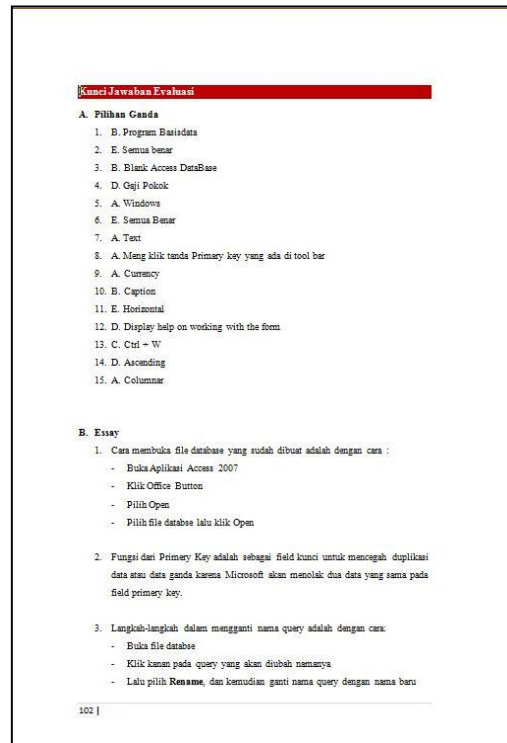 Kunci Jawaban Evaluasi
A. Pilihan Ganda
1. B. Program Basisdata
2. E. Semua benar
3. B. Blank Access DataBase
4. D. Gaji Pokok
5. A. Windows
6. E. Semua Benar
7. A. Text
8. A. Meng klik tanda Primary key yang ada di tool bar
9. A. Currency
10. B. Caption
11. E. Horizontal
12. D. Display help on working with the form
13. C. Ctrl + W
14. D. Ascending
15. A. Columnar
B. Essay
1. Cara membuka file database yang sudah dibuat adalah dengan cara :
- Buka Aplikasi Access 2007
- Klik Office Button
- Pilih Open
- Pilih file databse lalu klik Open
2. Fungsi dari Primery Key adalah sebagai field kunci untuk mencegah duplikasi
data atau data ganda karena Microsoft akan menolak dua data yang sama pada
field primery key.
3. Langkah-langkah dalam mengganti nama query adalah dengan cara:
- Buka file databse
- Klik kanan pada query yang akan diubah namanya
- Lalu pilih Rename, dan kemudian ganti nama query dengan nama baru
102 |